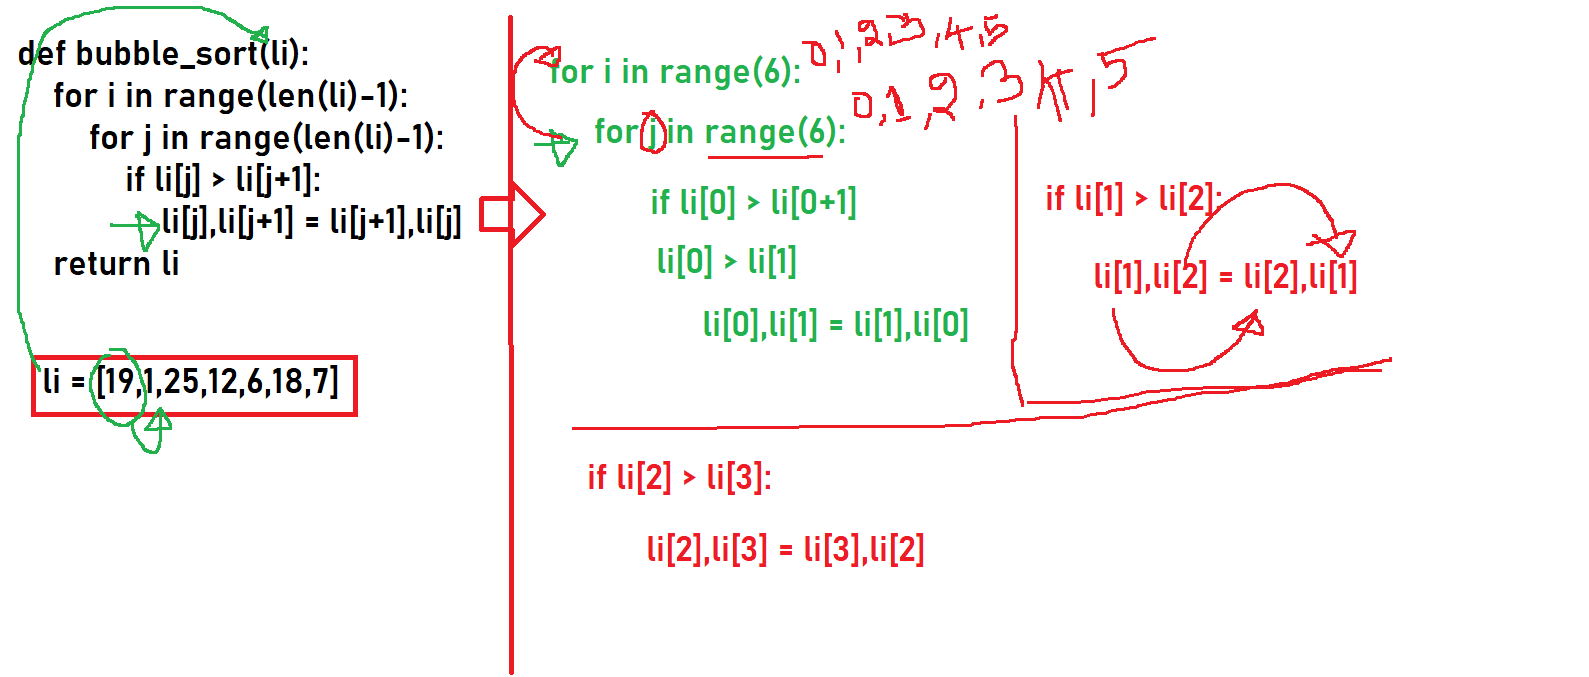 def bubble_sort(li):
for i in range(len(li)-1):
for j in range(len(li)-1):
if li[j] > li[j+1]:
li[j],li[j+1] = li[j+1],li[j]
return li
li = [19,1,25,12,6,18,7]
for i in range(6):
0,1,2,3,4,5
for j in range(6):
0,1,2,3,4,5
if li[0] > li[0+1]
li[0] > li[1]
li[0],li[1] = li[1],li[0]
if li[1] > li[2]:
li[1],li[2] = li[2],li[1]
if li[2] > li[3]:
li[2],li[3] = li[3],li[2]